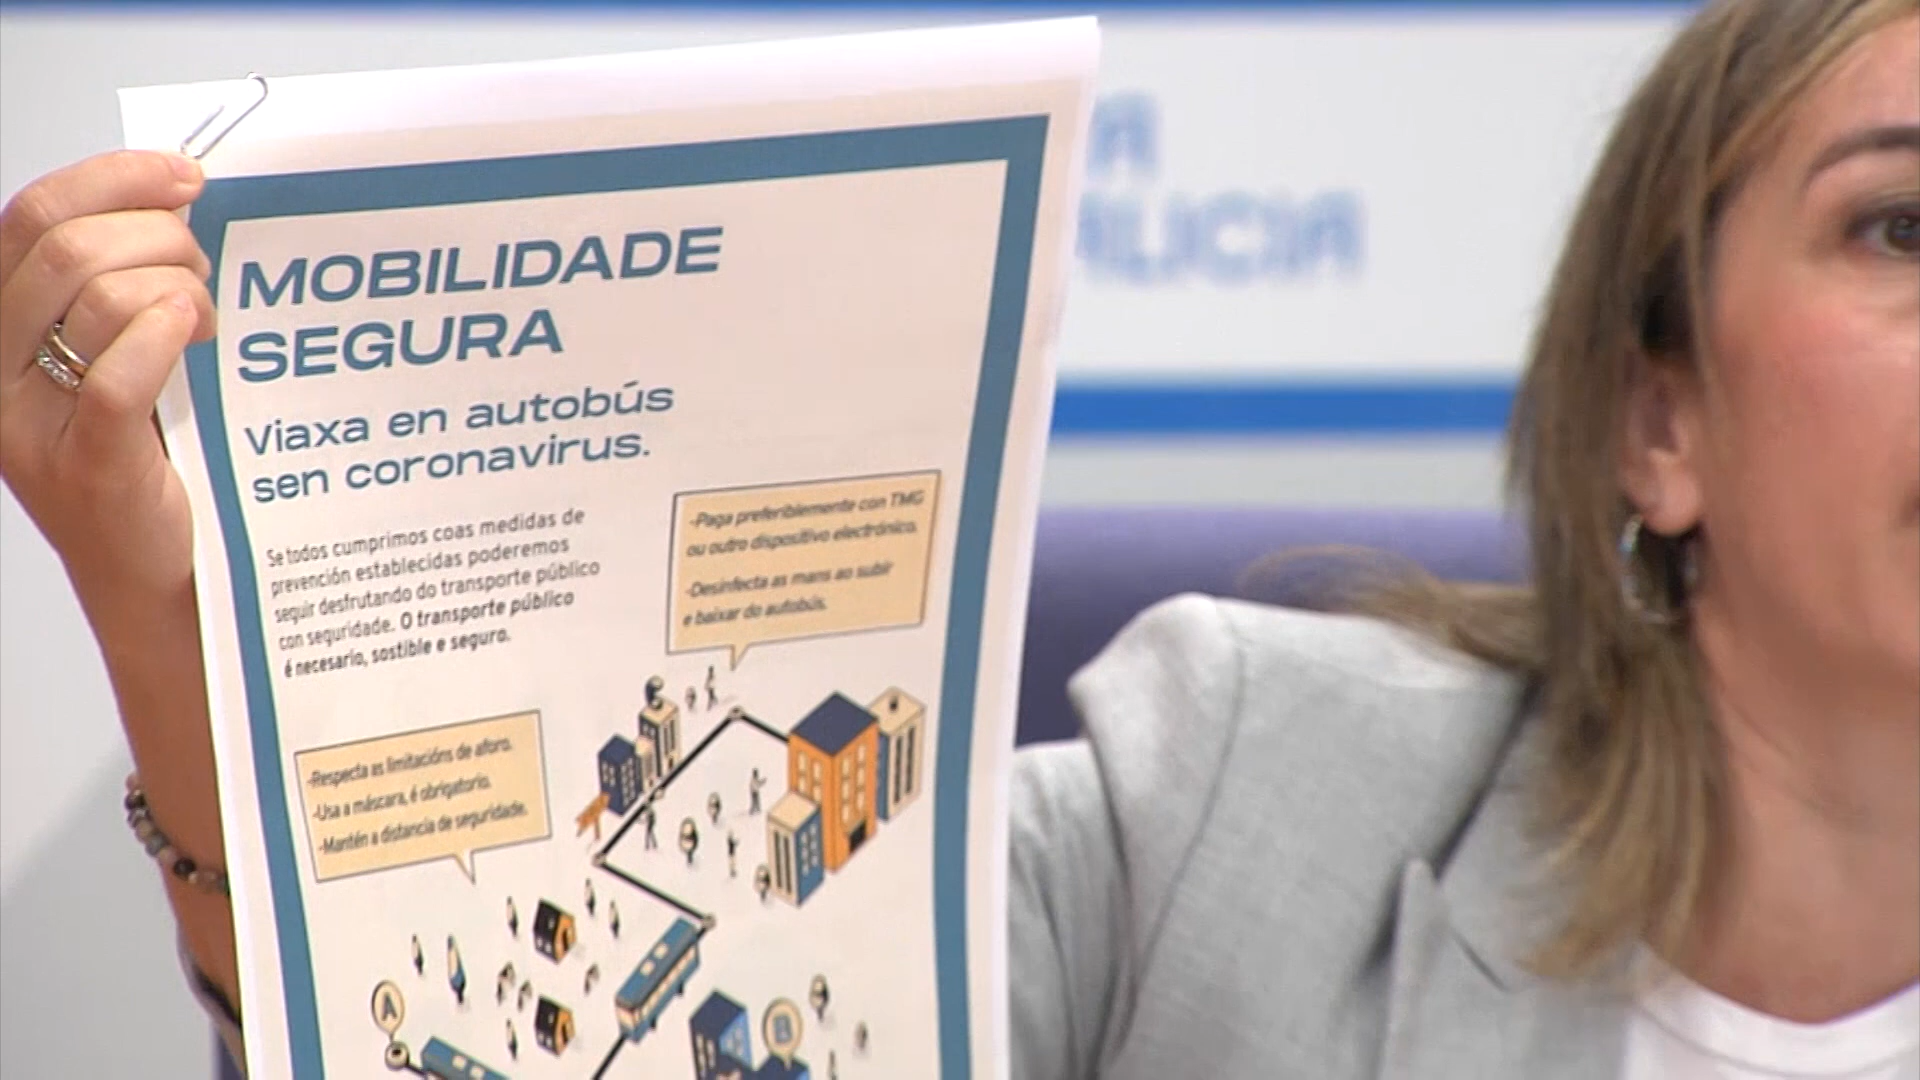 MOBILIDADE
SEGURA
Viaxa en autobús
sen coronavirus.
Se todos cumprimos coas medidas de
prevención establecidas poderemos
seguir desfrutando do transporte público
con seguridade. O transporte público
é necesario, sostible e seguro.
-Paga preferiblemente con TMG
ou outro dispositivo electrónico.
-Desinfecta as mans ao subir
e baixar do autobús.
-Respecta as limitacións de aforo.
-Usa a máscara, é obrigatorio.
-Mantén a distancia de seguridade.
A
B
A
ALICIA